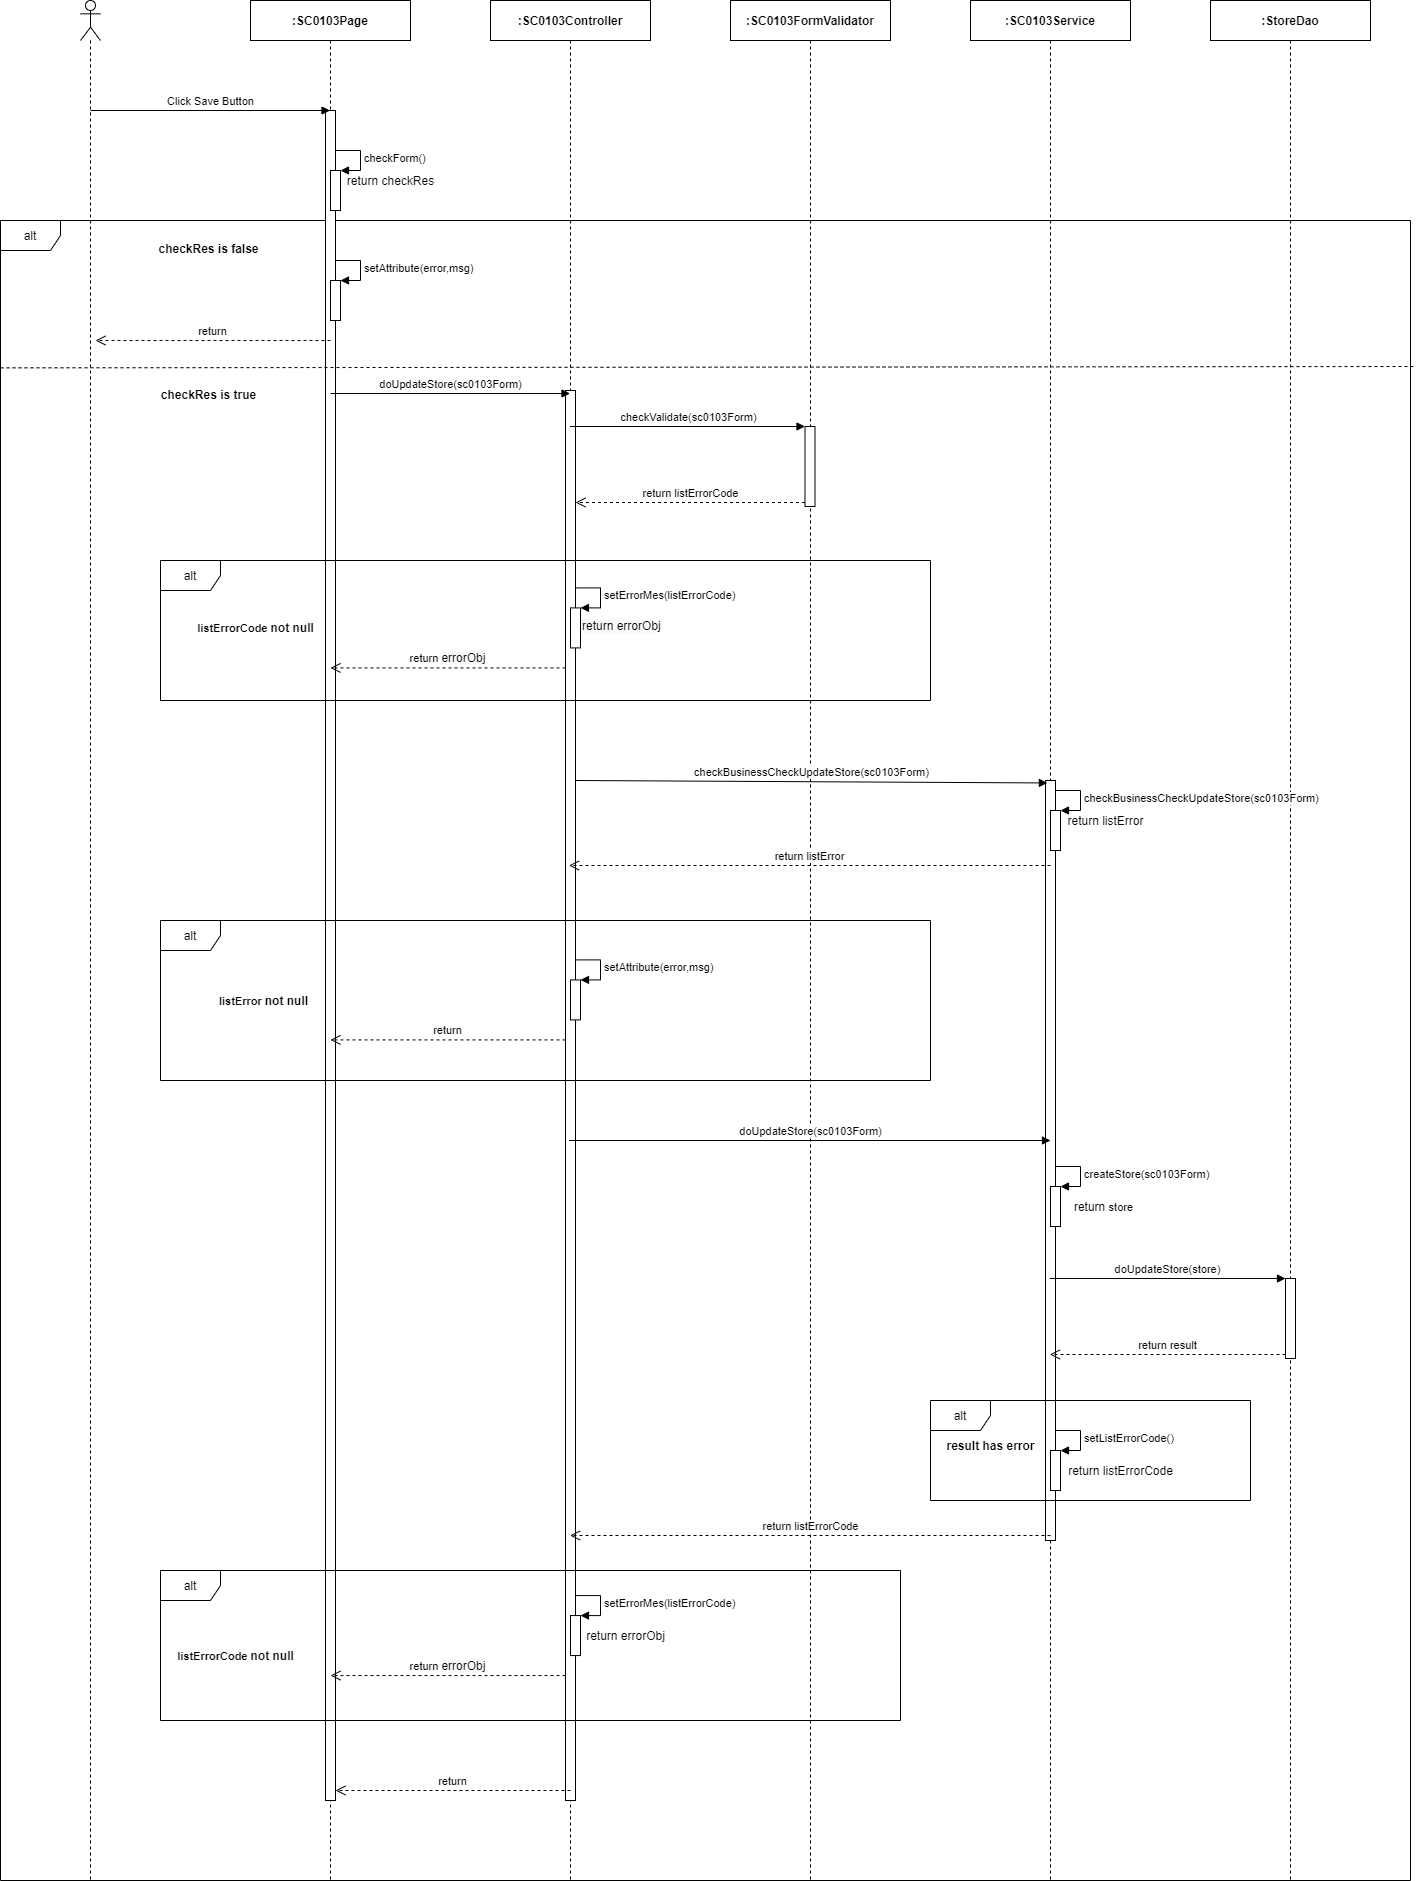 :SC0103Page
:SC0103Controller
:SC0103FormValidator
:SC0103Service
:StoreDao
Click Save Button
checkForm()
return checkRes
alt
checkRes is false
setAttribute(error,msg)
return
checkRes is true
doUpdateStore(sc0103Form)
checkValidate(sc0103Form)
return listErrorCode
alt
setErrorMes(listErrorCode)
listErrorCode not null
return errorObj
return errorObj
checkBusinessCheckUpdateStore(sc0103Form)
checkBusinessCheckUpdateStore(sc0103Form)
return listError
return listError
alt
setAttribute(error,msg)
listError not null
return
doUpdateStore(sc0103Form)
createStore(sc0103Form)
return store
doUpdateStore(store)
return result
alt
setListErrorCode()
result has error
return listErrorCode
return listErrorCode
alt
setErrorMes(listErrorCode)
return errorObj
listErrorCode not null
return errorObj
return